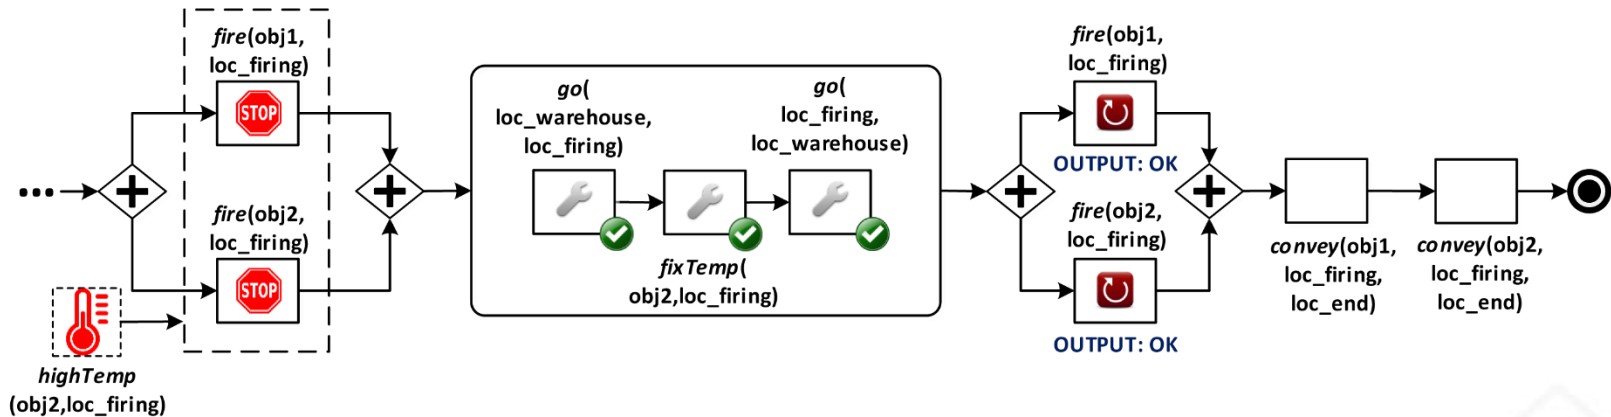 fire(obj1,
loc_firing)
STOP
fire(obj2,
loc_firing)
STOP
highTemp
(obj2,loc_firing)
go(
loc_warehouse,
loc_firing)
go(
loc_firing,
loc_warehouse)
fixTemp(
obj2,loc_firing)
fire(obj1,
loc_firing)
OUTPUT: OK
fire(obj2,
loc_firing)
OUTPUT: OK
convey(obj1,
loc_firing,
loc_end)
convey(obj2,
loc_firing,
loc_end)